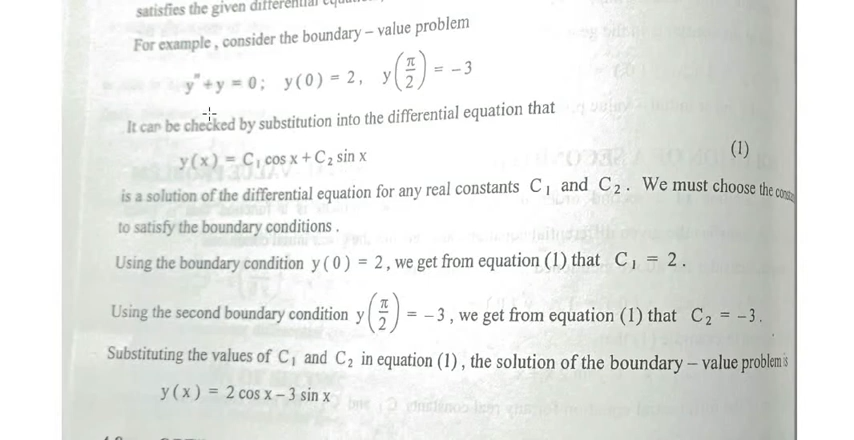 satisfies the given differential
For example, consider the boundary – value problem
y" + y = 0; y(0) = 2, y(π/2) = -3
It can be checked by substitution into the differential equation that
y(x) = C₁ cos x + C₂ sin x (1)
is a solution of the differential equation for any real constants C₁ and C₂. We must choose the
to satisfy the boundary conditions.
Using the boundary condition y(0) = 2, we get from equation (1) that C₁ = 2.
Using the second boundary condition y(π/2) = -3, we get from equation (1) that C₂ = -3.
Substituting the values of C₁ and C₂ in equation (1), the solution of the boundary – value problem is
y(x) = 2 cos x – 3 sin x